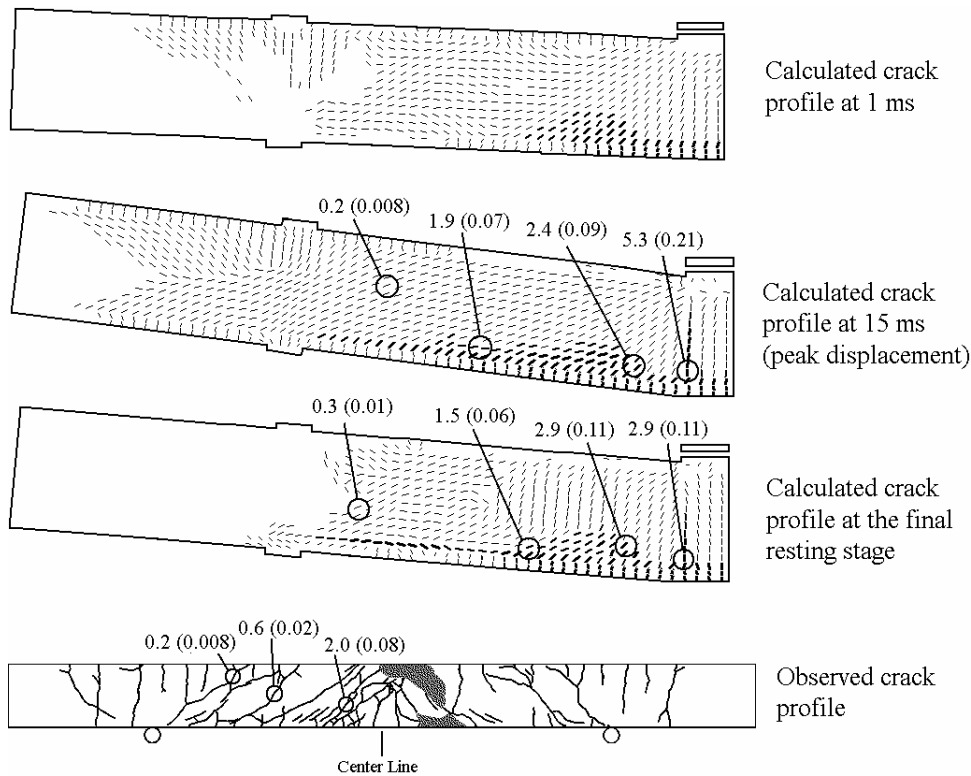 Calculated crack
profile at 1 ms
0.2 (0.008)
1.9 (0.07)
2.4 (0.09)
5.3 (0.21)
Calculated crack
profile at 15 ms
(peak displacement)
0.3 (0.01)
1.5 (0.06)
2.9 (0.11)
2.9 (0.11)
Calculated crack
profile at the final
resting stage
0.2 (0.008)
0.6 (0.02)
2.0 (0.08)
Observed crack
profile
Center Line